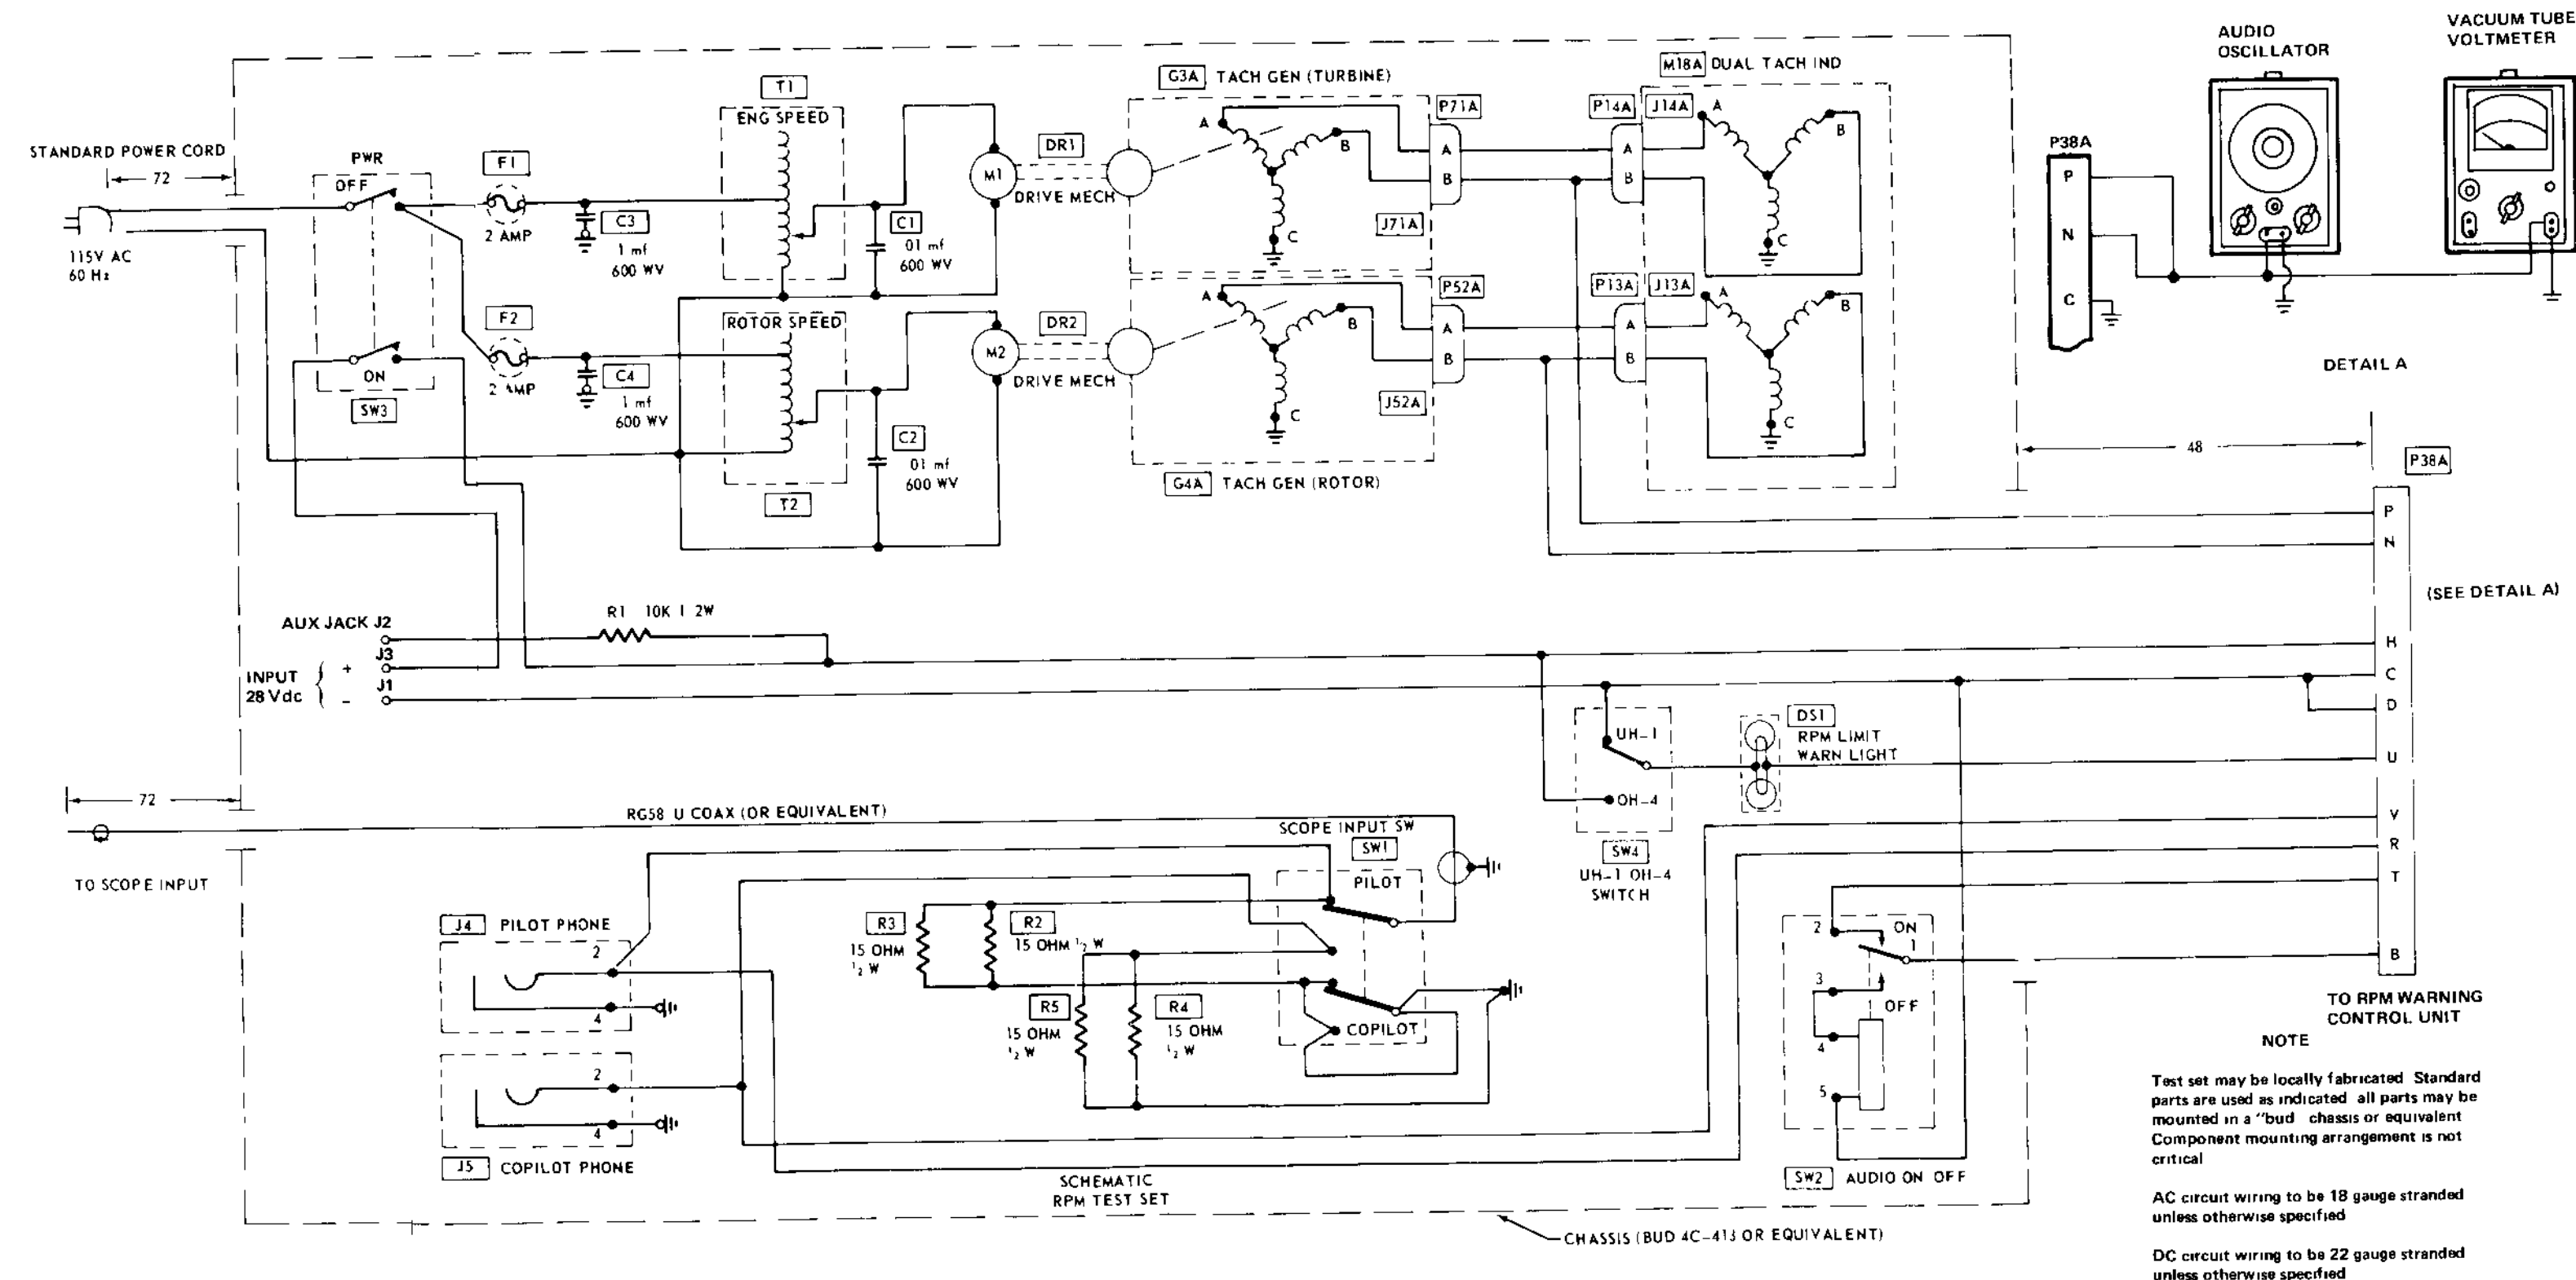 AUDIO
OSCILLATOR
VACUUM TUBE
VOLTMETER
STANDARD POWER CORD
72
115V AC
60 Hz
PWR
OFF
ON
SW3
F1
2 AMP
F2
2 AMP
C3
1 mf
600 WV
C4
1 mf
600 WV
T1
ENG SPEED
ROTOR SPEED
T2
C1
01 mf
600 WV
C2
01 mf
600 WV
M1
DR1
DRIVE MECH
M2
DR2
DRIVE MECH
G3A TACH GEN (TURBINE)
A
B
C
P71A
A
B
J71A
A
B
C
P52A
A
B
J52A
G4A TACH GEN (ROTOR)
M18A DUAL TACH IND
P14A
J14A
A
B
A
B
C
P13A
J13A
A
B
A
B
C
P38A
P
N
C
DETAIL A
48
P38A
P
N
H
C
D
U
V
R
T
B
(SEE DETAIL A)
AUX JACK J2
J3
J1
INPUT
28 Vdc
+
–
R1 10K 1 2W
UH–1
OH–4
SW4
UH–1 OH–4
SWITCH
DS1
RPM LIMIT
WARN LIGHT
72
RG58 U COAX (OR EQUIVALENT)
TO SCOPE INPUT
SCOPE INPUT SW
SW1
PILOT
COPILOT
J4 PILOT PHONE
2
4
2
4
J5 COPILOT PHONE
R3
15 OHM
1/2 W
R2
15 OHM 1/2 W
R5
15 OHM
1/2 W
R4
15 OHM
1/2 W
2
ON
1
3
OFF
4
5
SW2 AUDIO ON OFF
SCHEMATIC
RPM TEST SET
CHASSIS (BUD 4C–413 OR EQUIVALENT)
TO RPM WARNING
CONTROL UNIT
NOTE
Test set may be locally fabricated Standard
parts are used as indicated all parts may be
mounted in a "bud chassis or equivalent
Component mounting arrangement is not
critical
AC circuit wiring to be 18 gauge stranded
unless otherwise specified
DC circuit wiring to be 22 gauge stranded
unless otherwise specified